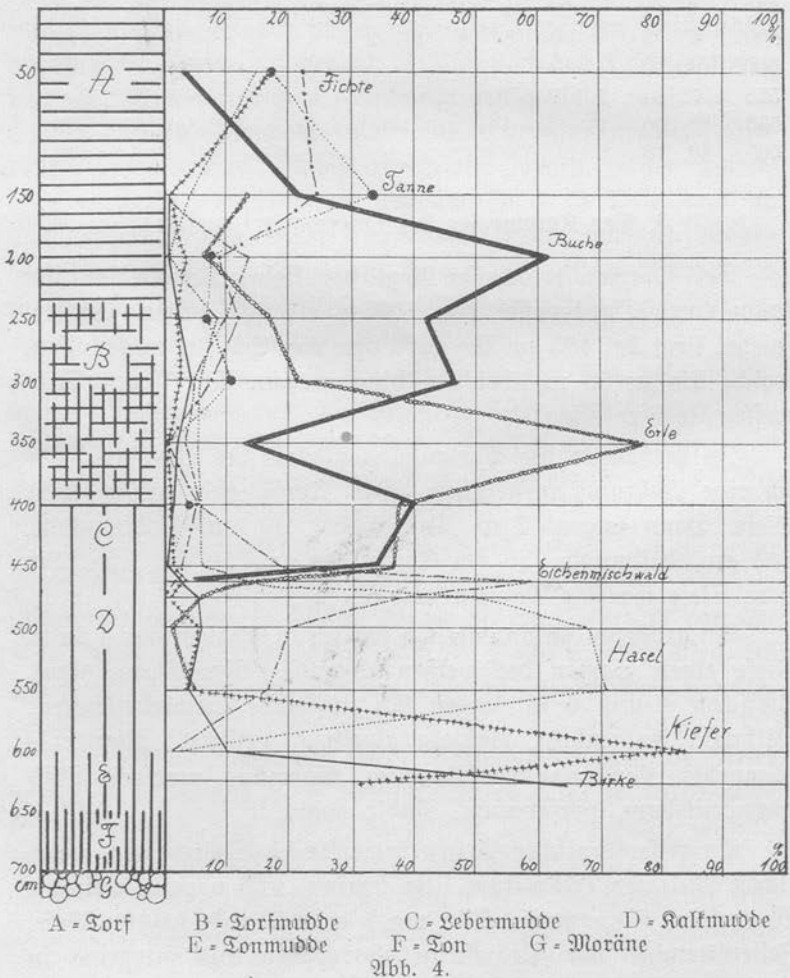 10 20 30 40 50 60 70 80 90 100
%
50
A
Fichte
150
Tanne
Buche
200
250
B
300
350
Erle
400
C
450
Eichenmischwald
500
D
Hasel
550
Kiefer
600
E
Birke
650
F
700
10 20 30 40 50 60 70 80 90 100
%
cm
G
A = Torf B = Torfmudde C = Lebermudde D = Kalkmudde
E = Tonmudde F = Ton G = Moräne
Abb. 4.